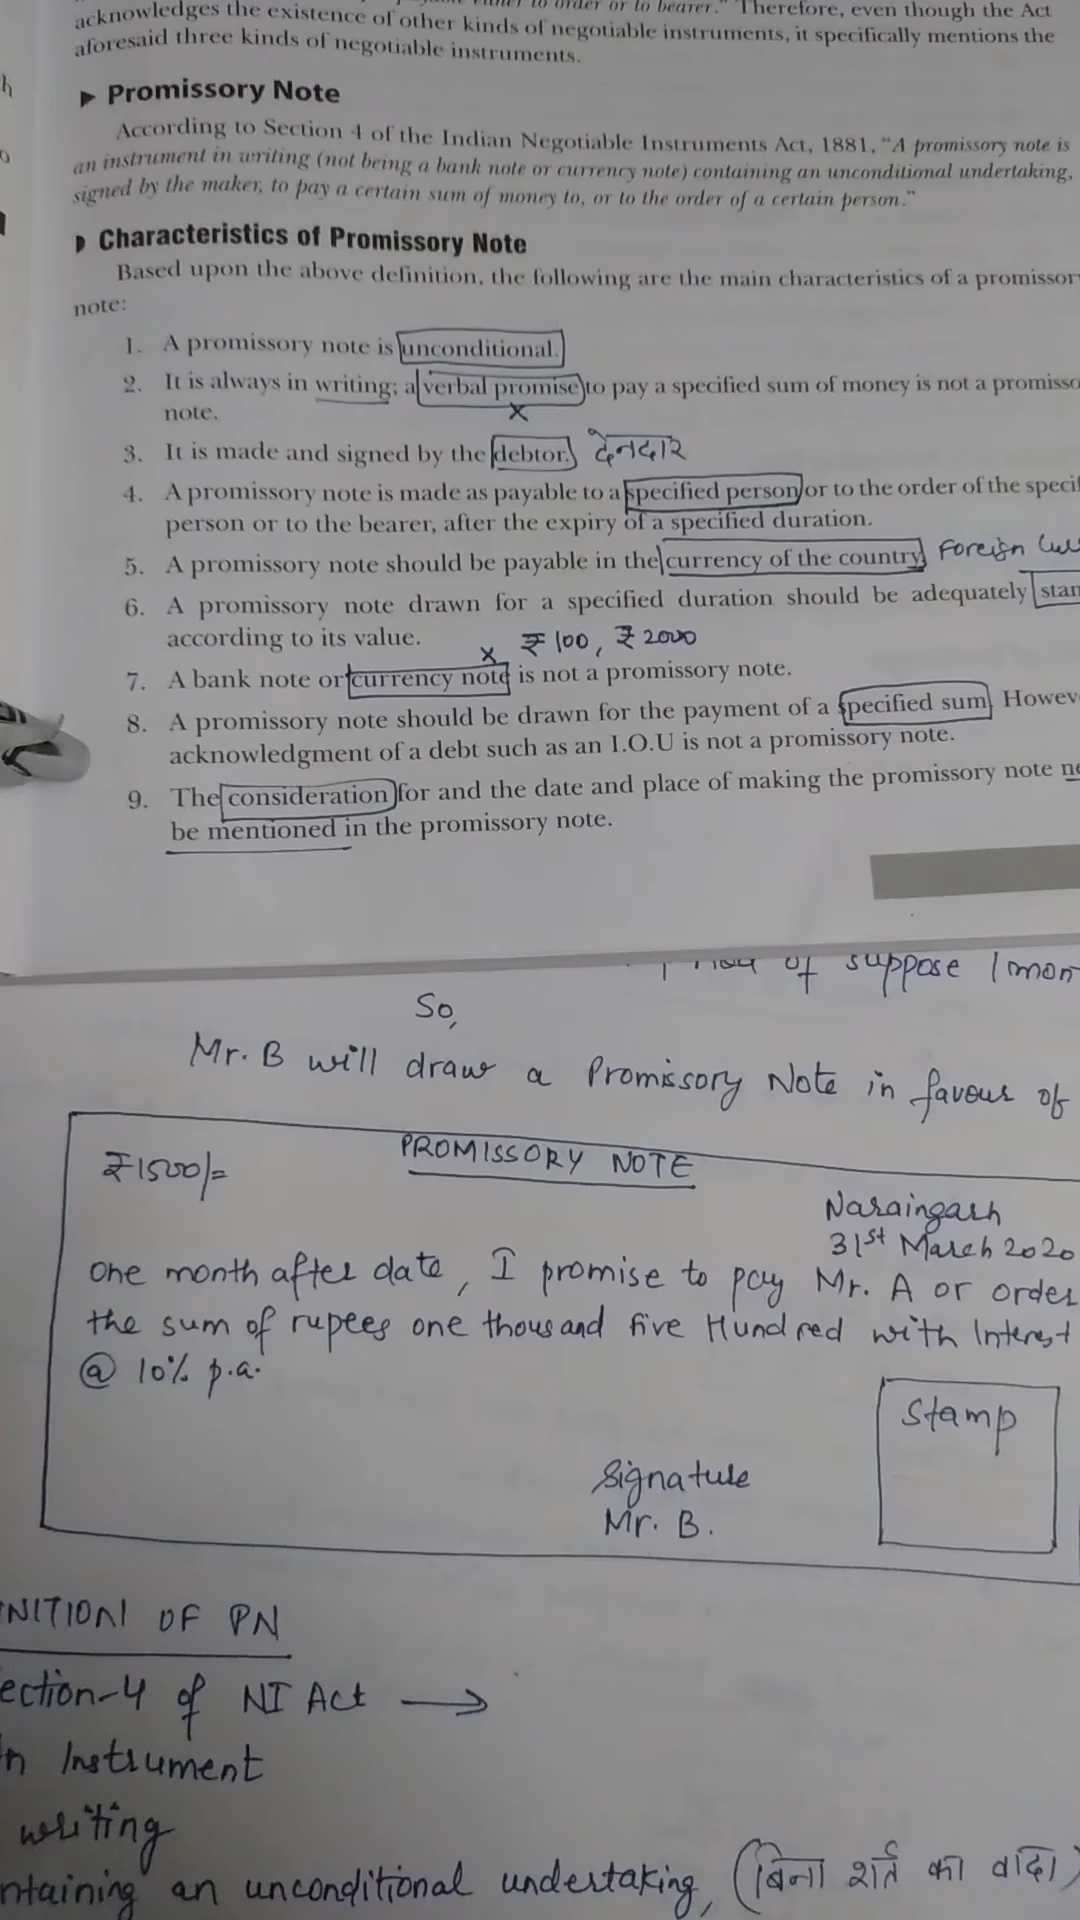 to order or to bearer." Therefore, even though the Act
acknowledges the existence of other kinds of negotiable instruments, it specifically mentions the
aforesaid three kinds of negotiable instruments.
▶ Promissory Note
According to Section 4 of the Indian Negotiable Instruments Act, 1881, "A promissory note is
an instrument in writing (not being a bank note or currency note) containing an unconditional undertaking,
signed by the maker, to pay a certain sum of money to, or to the order of a certain person."
Characteristics of Promissory Note
Based upon the above definition, the following are the main characteristics of a promissor
note:
1. A promissory note is unconditional.
2. It is always in writing; a verbal promise to pay a specified sum of money is not a promisso
note. x
3. It is made and signed by the debtor. देनदार
4. A promissory note is made as payable to a specified person or to the order of the specif
person or to the bearer, after the expiry of a specified duration.
5. A promissory note should be payable in the currency of the country Foreign
6. A promissory note drawn for a specified duration should be adequately stam
according to its value. x ₹ 100, ₹ 2000
7. A bank note or currency note is not a promissory note.
8. A promissory note should be drawn for the payment of a specified sum. Howev
acknowledgment of a debt such as an I.O.U is not a promissory note.
9. The consideration for and the date and place of making the promissory note ne
be mentioned in the promissory note.
of suppose 1 mon
So,
Mr. B will draw a Promissory Note in favour of
PROMISSORY NOTE
₹1500/=
Naraingarh
31st March 2020
One month after date, I promise to pay Mr. A or order
the sum of rupees one thousand five Hundred with Interest
@ 10% p.a.
Stamp
Signature
Mr. B.
NITION OF PN
ection-4 of NI Act →
n Instrument
writing
ntaining an unconditional undertaking, (बिना शर्त का वादा)